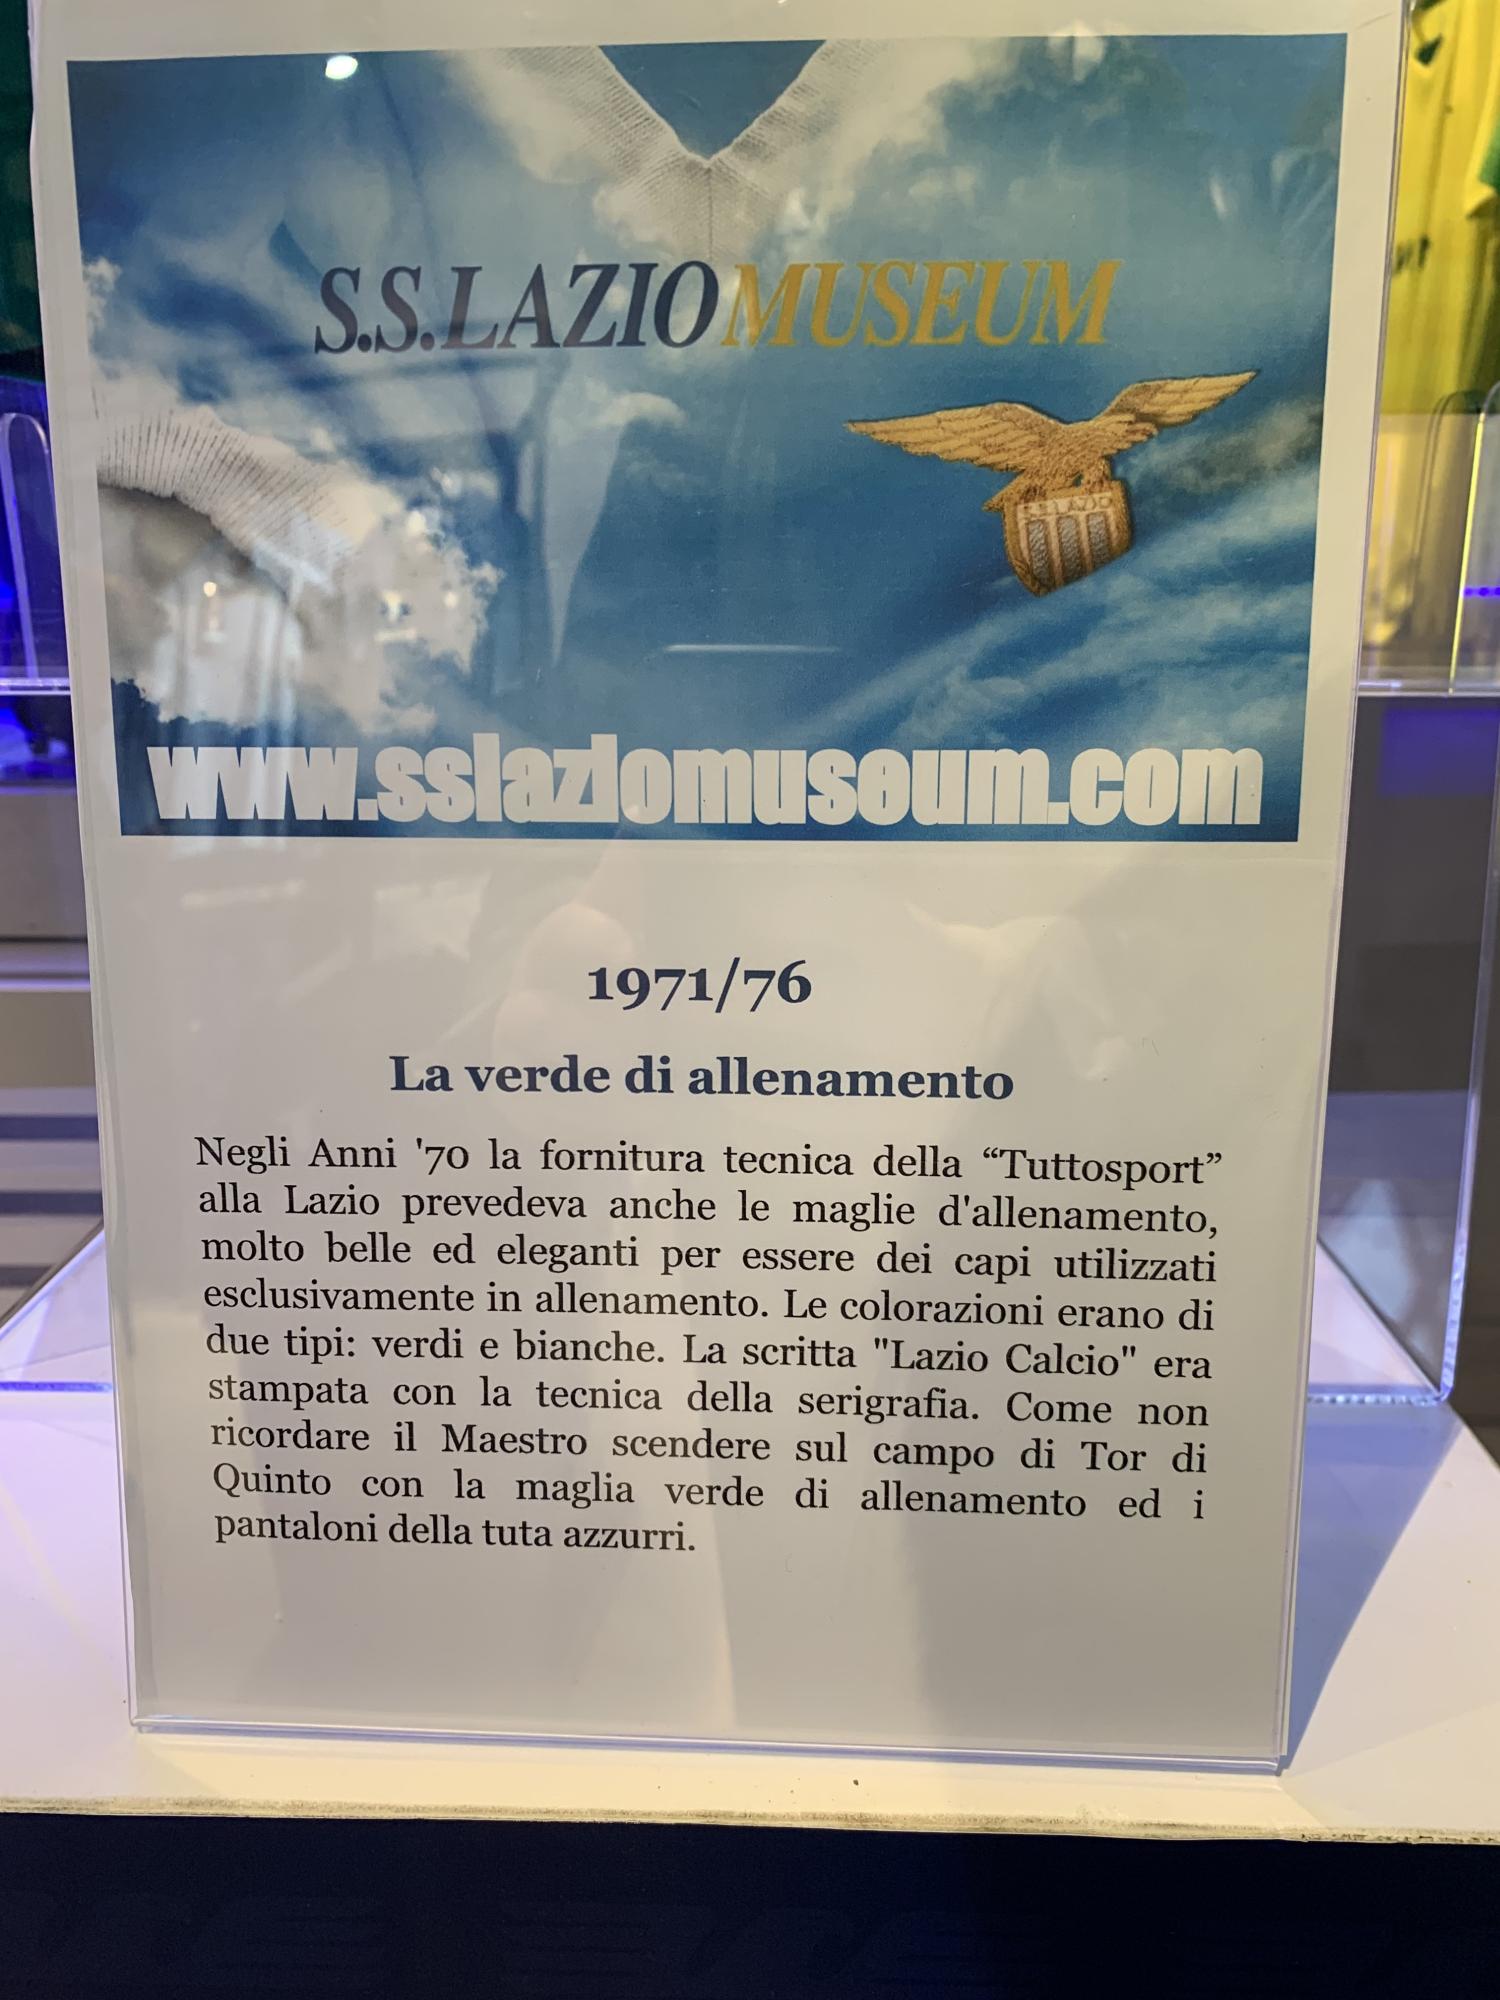 S.S.LAZIO MUSEUM
S.S.LAZIO
www.sslaziomuseum.com
1971/76
La verde di allenamento
Negli Anni '70 la fornitura tecnica della “Tuttosport”
alla Lazio prevedeva anche le maglie d'allenamento,
molto belle ed eleganti per essere dei capi utilizzati
esclusivamente in allenamento. Le colorazioni erano di
due tipi: verdi e bianche. La scritta "Lazio Calcio" era
stampata con la tecnica della serigrafia. Come non
ricordare il Maestro scendere sul campo di Tor di
Quinto con la maglia verde di allenamento ed i
pantaloni della tuta azzurri.